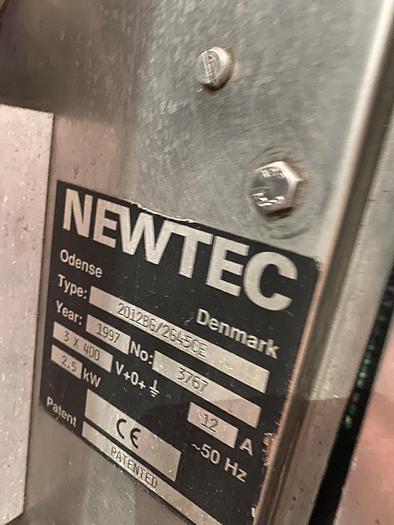 NEWTEC
Odense Denmark
Type: 2012BG/2645CE
Year: 1997 No: 3767
3 X 400 V+0+⏚ 12 A
2.5 kW ~50 Hz
Patent CE
PATENTED